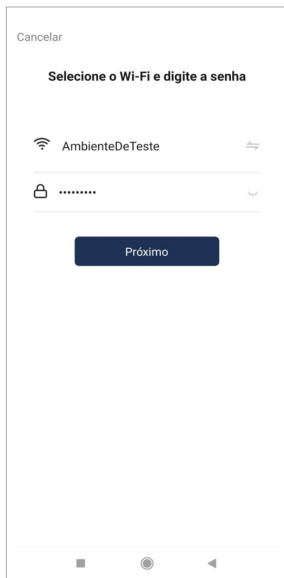 Cancelar
Selecione o Wi-Fi e digite a senha
AmbienteDeTeste
•••••••••
Próximo